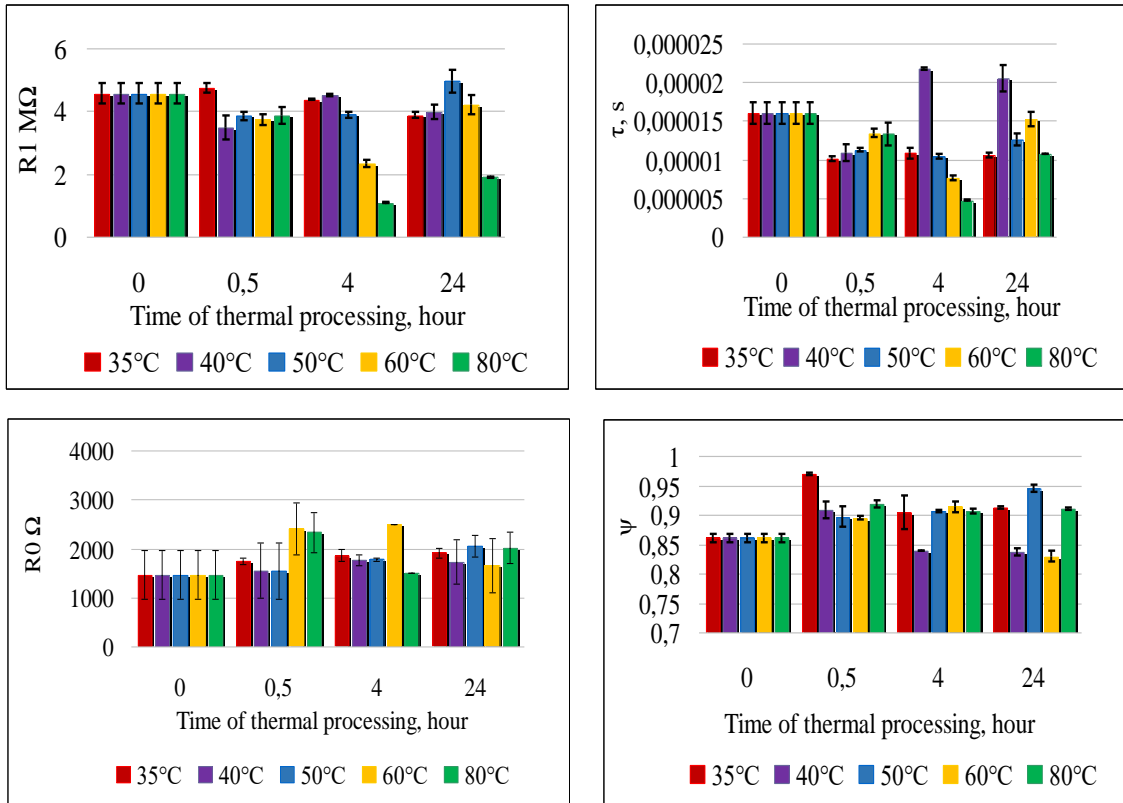 R1 MΩ
6
4
2
0
0 0,5 4 24
Time of thermal processing, hour
35°C 40°C 50°C 60°C 80°C
τ, s
0,000025
0,00002
0,000015
0,00001
0,000005
0
0 0,5 4 24
Time of thermal processing, hour
35°C 40°C 50°C 60°C 80°C
R0 Ω
4000
3000
2000
1000
0
0 0,5 4 24
Time of thermal processing, hour
35°C 40°C 50°C 60°C 80°C
ψ
1
0,95
0,9
0,85
0,8
0,75
0,7
0 0,5 4 24
Time of thermal processing, hour
35°C 40°C 50°C 60°C 80°C